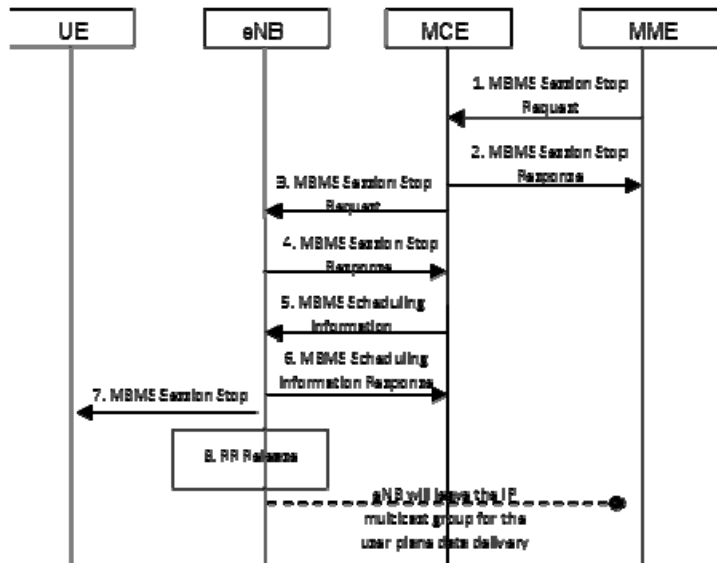 UE eNB MCE MME
1. MBMS Session Stop
Request
2. MBMS Session Stop
Response
3. MBMS Session Stop
Request
4. MBMS Session Stop
Response
5. MBMS Scheduling
Information
6. MBMS Scheduling
Information Response
7. MBMS Session Stop
8. RR Release
eNB will leave the IP
multicast group for the
user plane data delivery